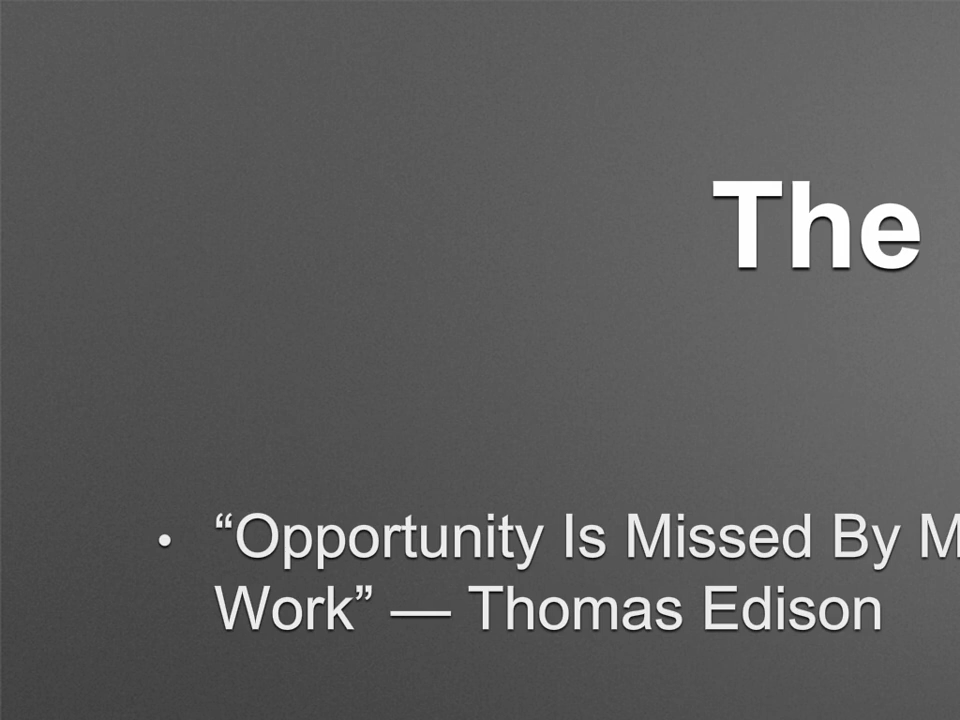 The
• “Opportunity Is Missed By
Work” — Thomas Edison